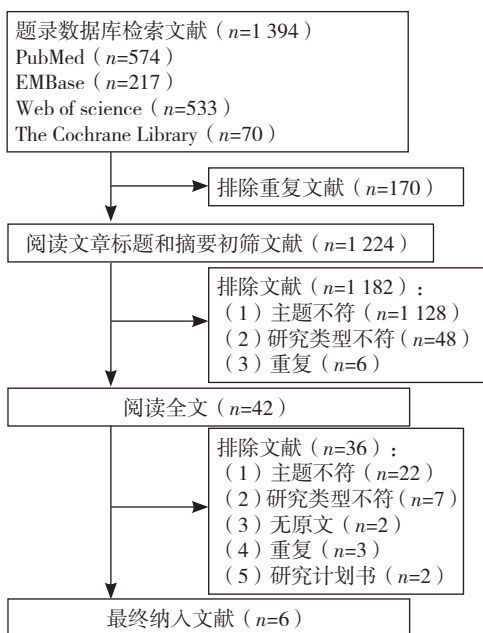 题录数据库检索文献（n=1 394）
PubMed（n=574）
EMBase（n=217）
Web of science（n=533）
The Cochrane Library（n=70）
排除重复文献（n=170）
阅读文章标题和摘要初筛文献（n=1 224）
排除文献（n=1 182）：
（1）主题不符（n=1 128）
（2）研究类型不符（n=48）
（3）重复（n=6）
阅读全文（n=42）
排除文献（n=36）：
（1）主题不符（n=22）
（2）研究类型不符（n=7）
（3）无原文（n=2）
（4）重复（n=3）
（5）研究计划书（n=2）
最终纳入文献（n=6）